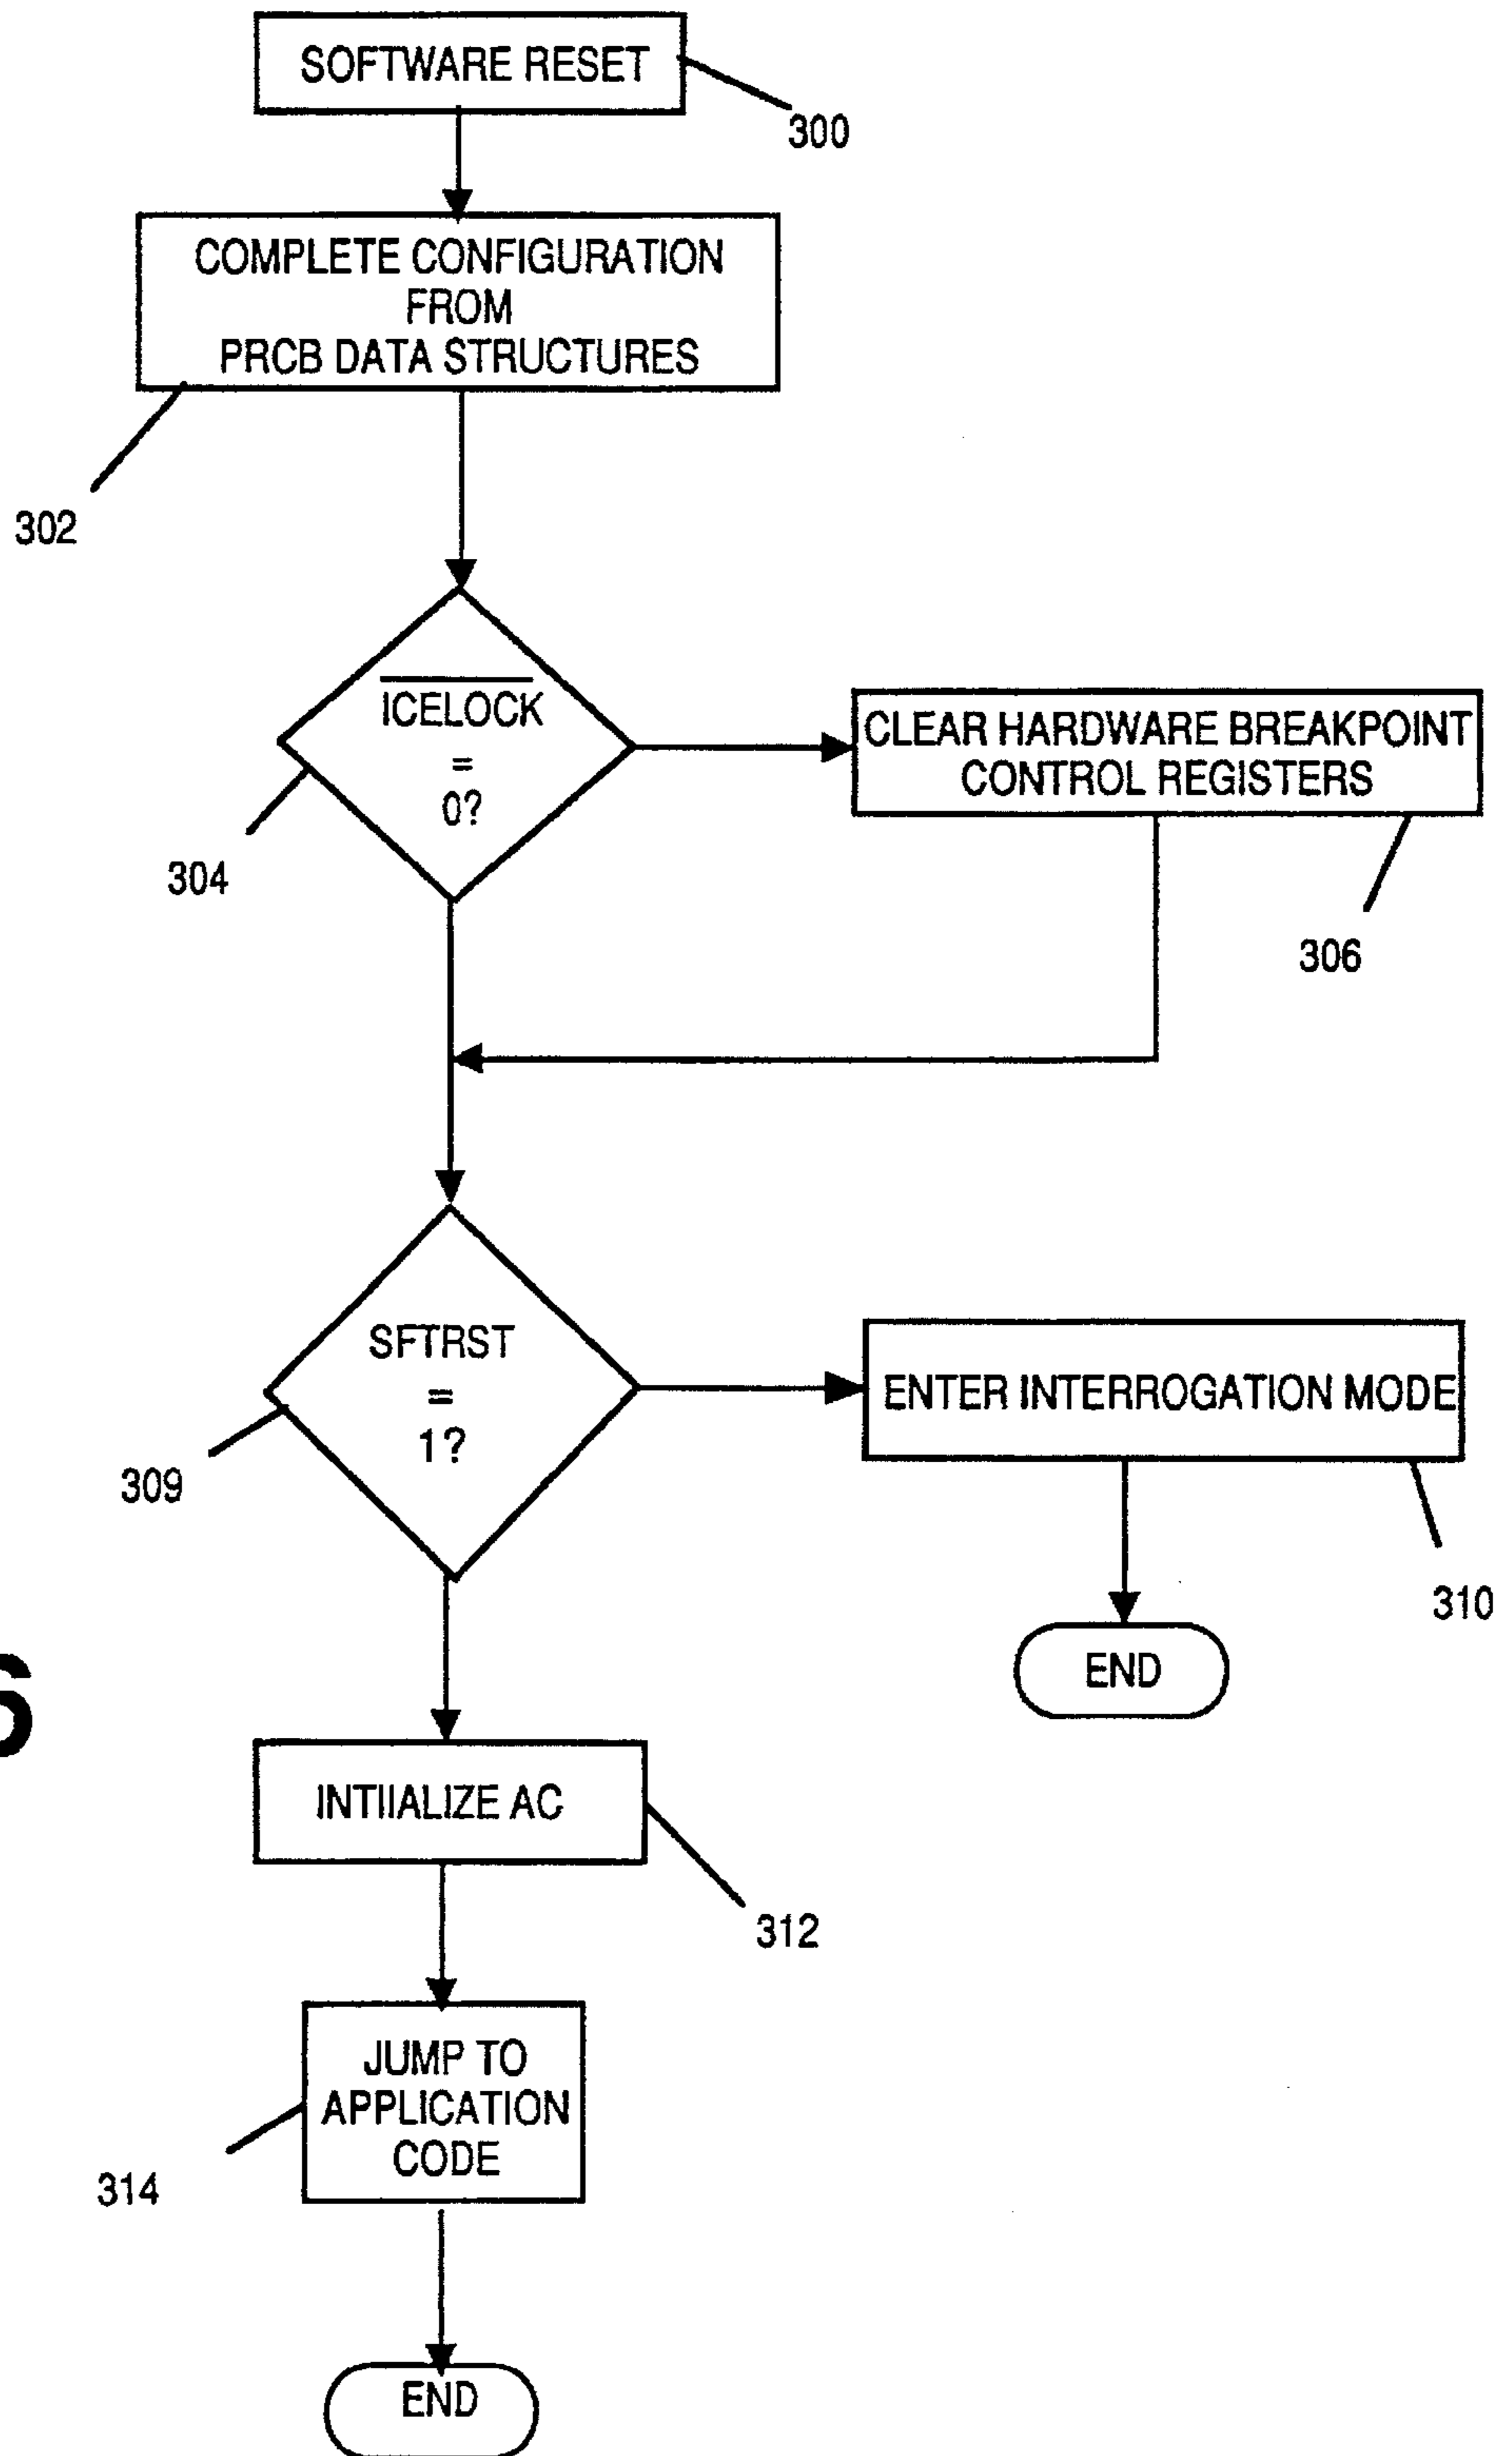 SOFTWARE RESET
300
COMPLETE CONFIGURATION
FROM
PRCB DATA STRUCTURES
302
ICELOCK
=
0?
304
CLEAR HARDWARE BREAKPOINT
CONTROL REGISTERS
306
SFTRST
=
1?
309
ENTER INTERROGATION MODE
310
END
INTIIALIZE AC
312
JUMP TO
APPLICATION
CODE
314
END